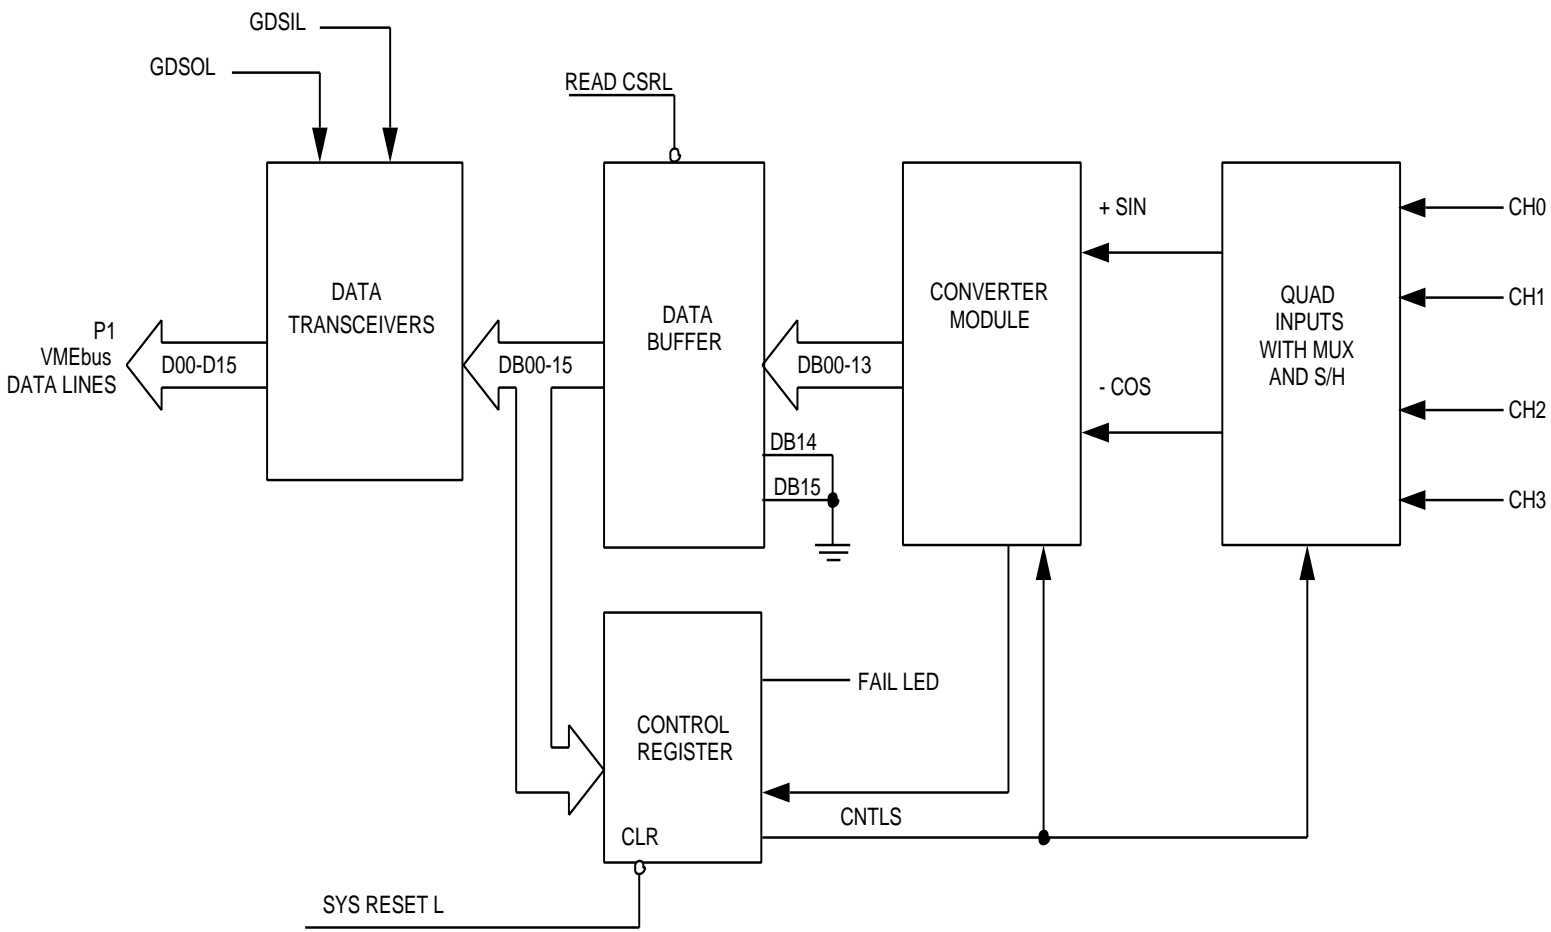 GDSIL
GDSOL
READ CSRL
P1
VMEbus
DATA LINES
D00-D15
DATA
TRANSCEIVERS
DB00-15
DATA
BUFFER
DB00-13
DB14
DB15
CONVERTER
MODULE
+ SIN
- COS
QUAD
INPUTS
WITH MUX
AND S/H
CH0
CH1
CH2
CH3
CONTROL
REGISTER
CLR
FAIL LED
CNTLS
SYS RESET L